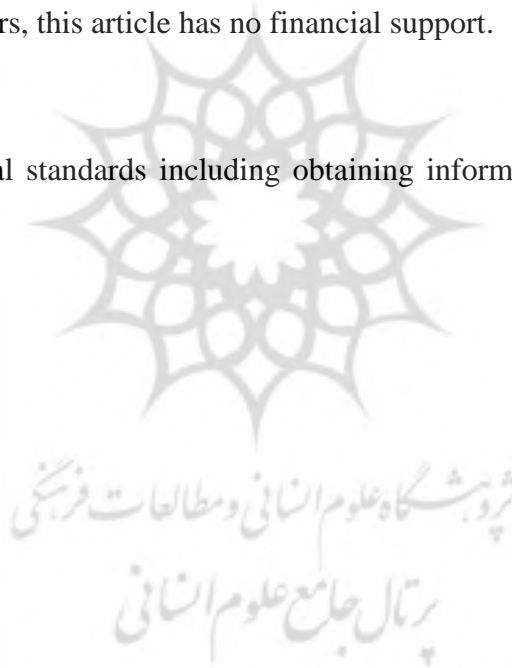 rs, this article has no financial support.
al standards including obtaining inform
پژوهشگاه علوم انسانی و مطالعات فرهنگی
پرتال جامع علوم انسانی